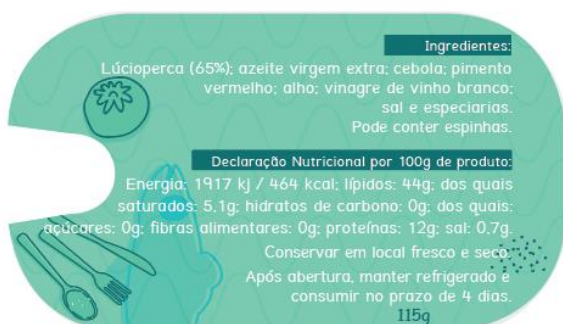 Ingredientes:
Lúcioperca (65%); azeite virgem extra; cebola; pimento
vermelho; alho; vinagre de vinho branco;
sal e especiarias.
Pode conter espinhas.
Declaração Nutricional por 100g de produto:
Energia: 1917 kJ / 464 kcal; lípidos: 44g; dos quais
saturados: 5,1g; hidratos de carbono: 0g; dos quais:
açúcares: 0g; fibras alimentares: 0g; proteínas: 12g; sal: 0,7g.
Conservar em local fresco e seco.
Após abertura, manter refrigerado e
consumir no prazo de 4 dias.
115g